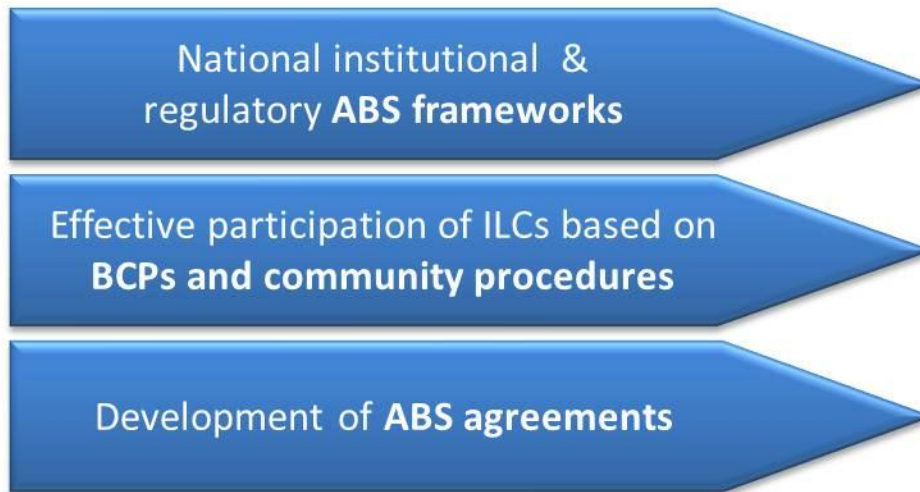 National institutional &
regulatory ABS frameworks
Effective participation of ILCs based on
BCPs and community procedures
Development of ABS agreements